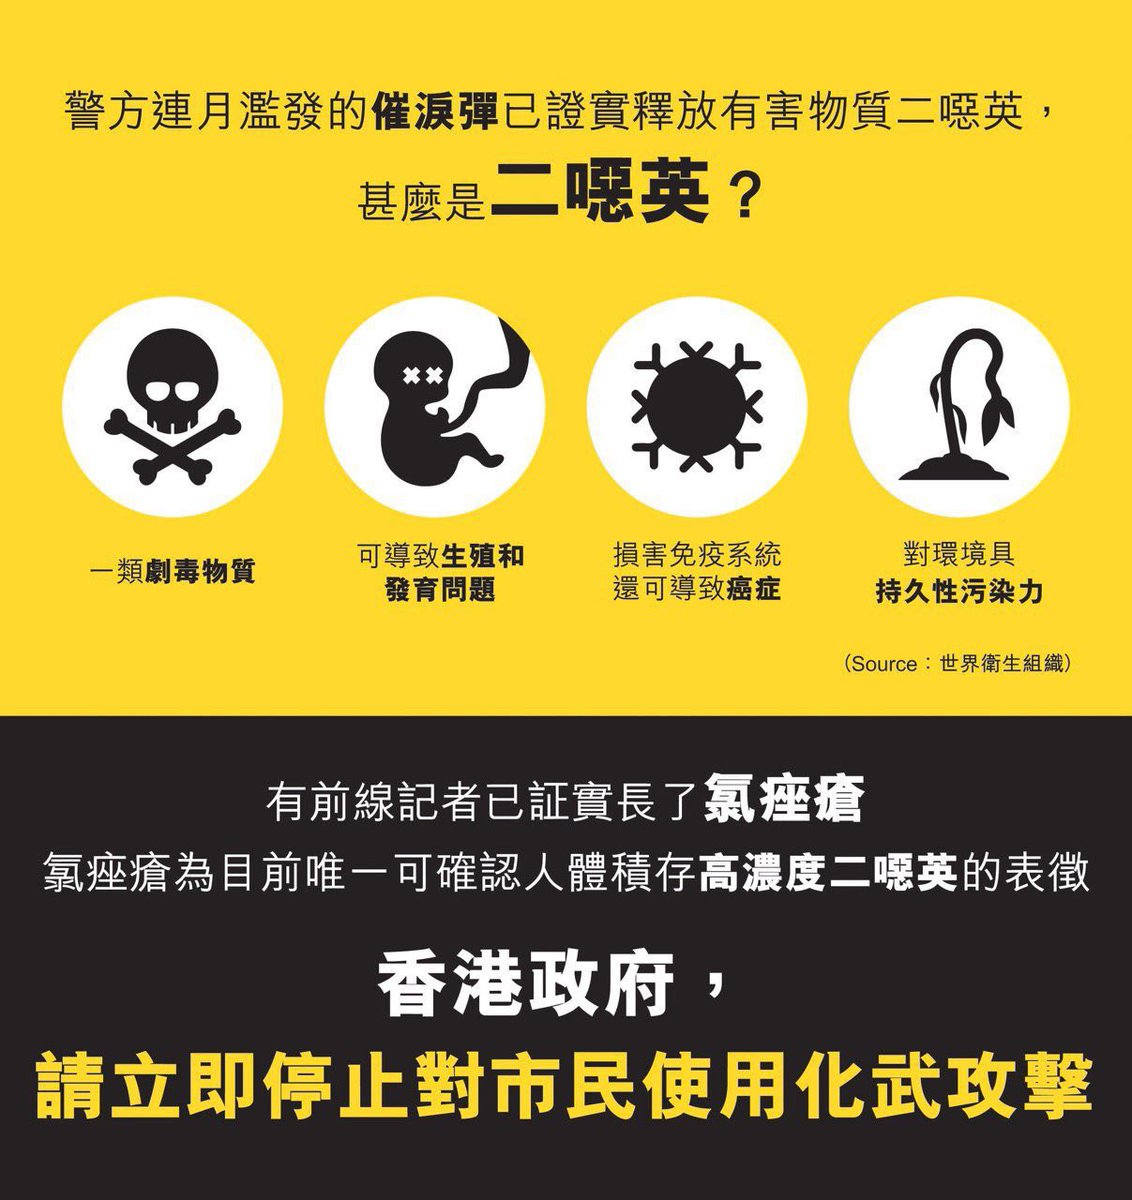 警方連月濫發的催淚彈已證實釋放有害物質二噁英，
甚麼是二噁英？
一類劇毒物質
可導致生殖和
發育問題
損害免疫系統
還可導致癌症
對環境具
持久性污染力
（Source：世界衛生組織）
有前線記者已証實長了氯痤瘡
氯痤瘡為目前唯一可確認人體積存高濃度二噁英的表徵
香港政府，
請立即停止對市民使用化武攻擊